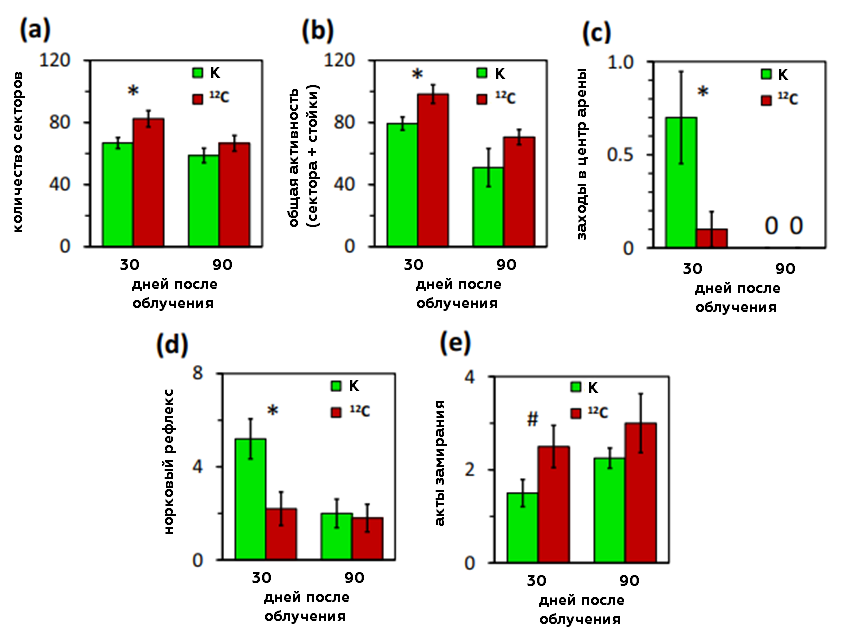 (a)
количество секторов
120
80
40
0
K
¹²C
*
30 90
дней после
облучения
(b)
общая активность
(сектора + стойки)
120
80
40
0
K
¹²C
*
30 90
дней после
облучения
(c)
заходы в центр арены
1.0
0.5
0
K
¹²C
*
0 0
30 90
дней после
облучения
(d)
норковый рефлекс
8
4
0
K
¹²C
*
30 90
дней после
облучения
(e)
акты замирания
4
2
0
K
¹²C
#
30 90
дней после
облучения